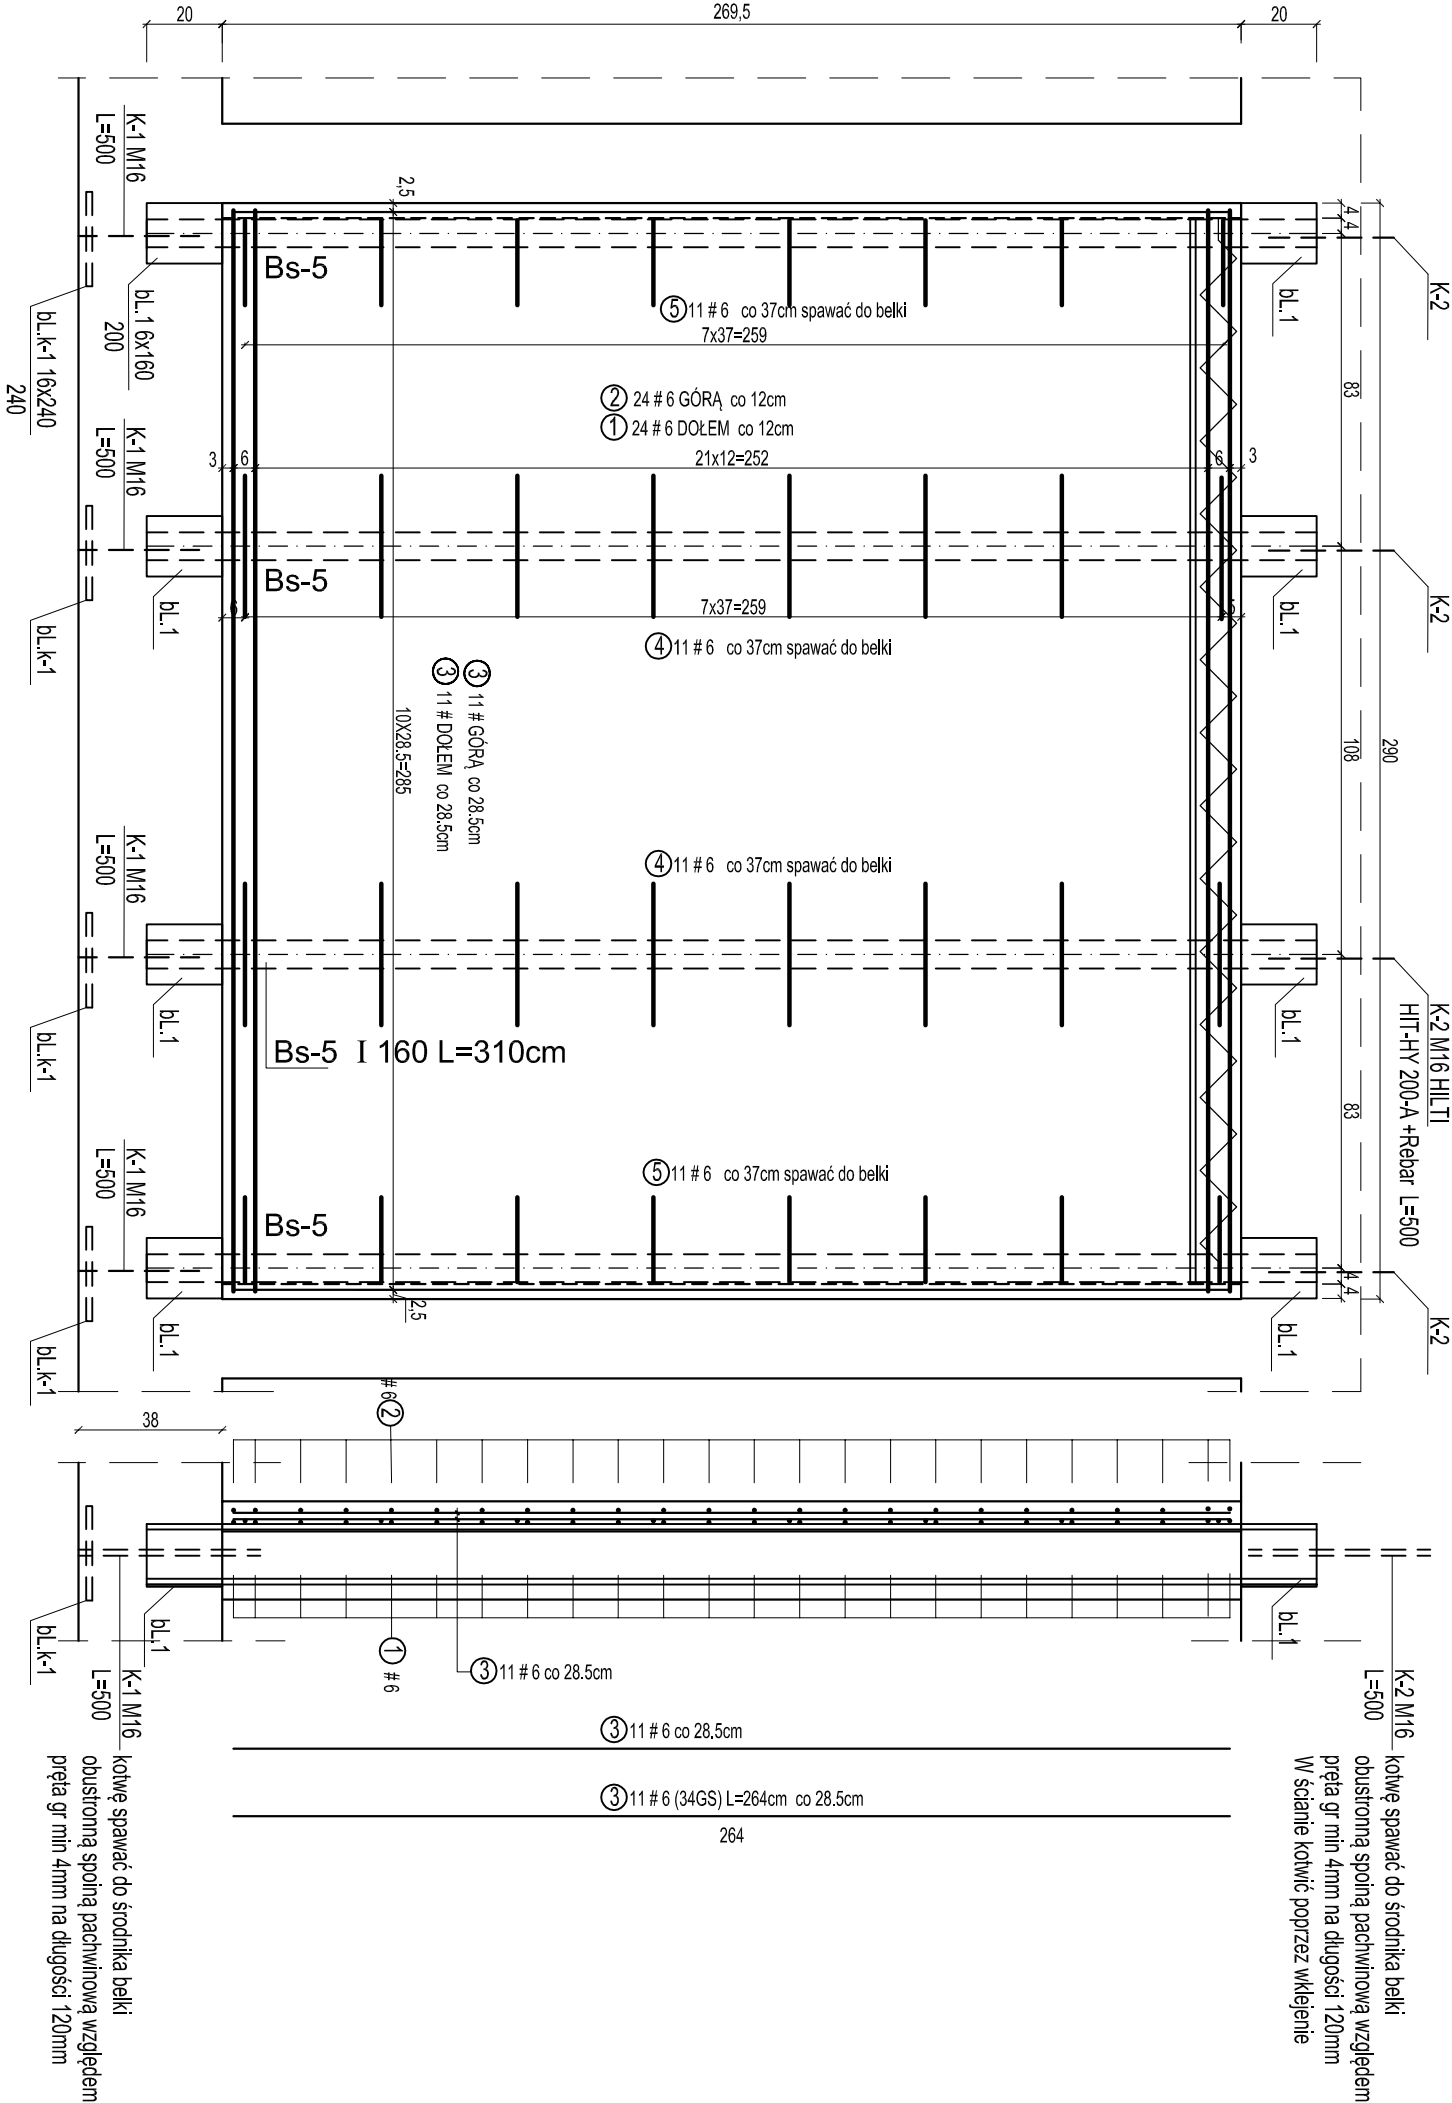 20
269,5
20
K-1 M16
L=500
2,5
4
4
K-2
Bs-5
bL.1
bL.1 6x160
200
bL.k-1 16x240
240
5 11 # 6 co 37cm spawać do belki
7x37=259
83
290
2 24 # 6 GÓRĄ co 12cm
1 24 # 6 DOŁEM co 12cm
K-1 M16
L=500
3
6
21x12=252
6
3
K-2
Bs-5
bL.1
bL.1
bL.k-1
6
7x37=259
5
4 11 # 6 co 37cm spawać do belki
3 11 # GÓRĄ co 28.5cm
3 11 # DOŁEM co 28.5cm
10X28.5=285
108
4 11 # 6 co 37cm spawać do belki
K-1 M16
L=500
bL.1
bL.1
bL.k-1
Bs-5 I 160 L=310cm
K-2 M16 HILTI
HIT-HY 200-A +Rebar L=500
83
5 11 # 6 co 37cm spawać do belki
K-1 M16
L=500
Bs-5
4
4
2,5
K-2
bL.1
bL.1
bL.k-1
# 6 2
38
bL.1
bL.1
bL.k-1
1 # 6
3 11 # 6 co 28.5cm
K-1 M16
L=500
K-2 M16
L=500
3 11 # 6 co 28.5cm
3 11 # 6 (34GS) L=264cm co 28.5cm
264
kotwę spawać do środnika belki
obustronną spoiną pachwinową względem
pręta gr min 4mm na długości 120mm
kotwę spawać do środnika belki
obustronną spoiną pachwinową względem
pręta gr min 4mm na długości 120mm
W ścianie kotwić poprzez wklejenie